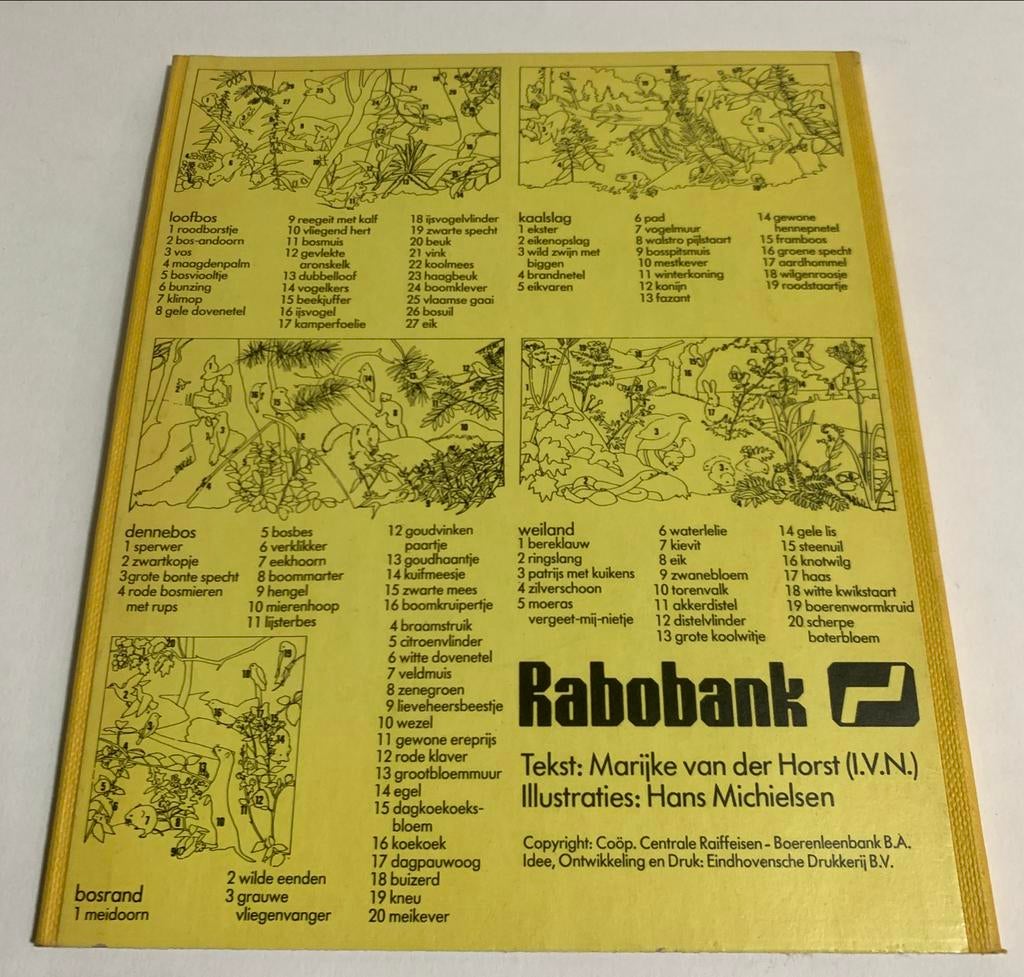 loofbos
1 roodborstje
2 bos-andoorn
3 vos
4 maagdenpalm
5 bosviooltje
6 bunzing
7 klimop
8 gele dovenetel
9 reegeit met kalf
10 vliegend hert
11 bosmuis
12 gevlekte
aronskelk
13 dubbelloof
14 vogelkers
15 beekjuffer
16 ijsvogel
17 kamperfoelie
18 ijsvogelvlinder
19 zwarte specht
20 beuk
21 vink
22 koolmees
23 haagbeuk
24 boomklever
25 vlaamse gaai
26 bosuil
27 eik
kaalslag
1 ekster
2 eikenopslag
3 wild zwijn met
biggen
4 brandnetel
5 eikvaren
6 pad
7 vogelmuur
8 walstro pijlstaart
9 bosspitsmuis
10 mestkever
11 winterkoning
12 konijn
13 fazant
14 gewone
hennepnetel
15 framboos
16 groene specht
17 aardhommel
18 wilgenroosje
19 roodstaartje
dennebos
1 sperwer
2 zwartkopje
3 grote bonte specht
4 rode bosmieren
met rups
5 bosbes
6 verklikker
7 eekhoorn
8 boommarter
9 hengel
10 mierenhoop
11 lijsterbes
12 goudvinken
paartje
13 goudhaantje
14 kuifmeesje
15 zwarte mees
16 boomkruipertje
weiland
1 bereklauw
2 ringslang
3 patrijs met kuikens
4 zilverschoon
5 moeras
vergeet-mij-nietje
6 waterlelie
7 kievit
8 eik
9 zwanebloem
10 torenvalk
11 akkerdistel
12 distelvlinder
13 grote koolwitje
14 gele lis
15 steenuil
16 knotwilg
17 haas
18 witte kwikstaart
19 boerenwormkruid
20 scherpe
boterbloem
bosrand
1 meidoorn
2 wilde eenden
3 grauwe
vliegenvanger
4 braamstruik
5 citroenvlinder
6 witte dovenetel
7 veldmuis
8 zenegroen
9 lieveheersbeestje
10 wezel
11 gewone ereprijs
12 rode klaver
13 grootbloemmuur
14 egel
15 dagkoekoeks-
bloem
16 koekoek
17 dagpauwoog
18 buizerd
19 kneu
20 meikever
Rabobank
Tekst: Marijke van der Horst (I.V.N.)
Illustraties: Hans Michielsen
Copyright: Coöp. Centrale Raiffeisen - Boerenleenbank B.A.
Idee, Ontwikkeling en Druk: Eindhovensche Drukkerij B.V.